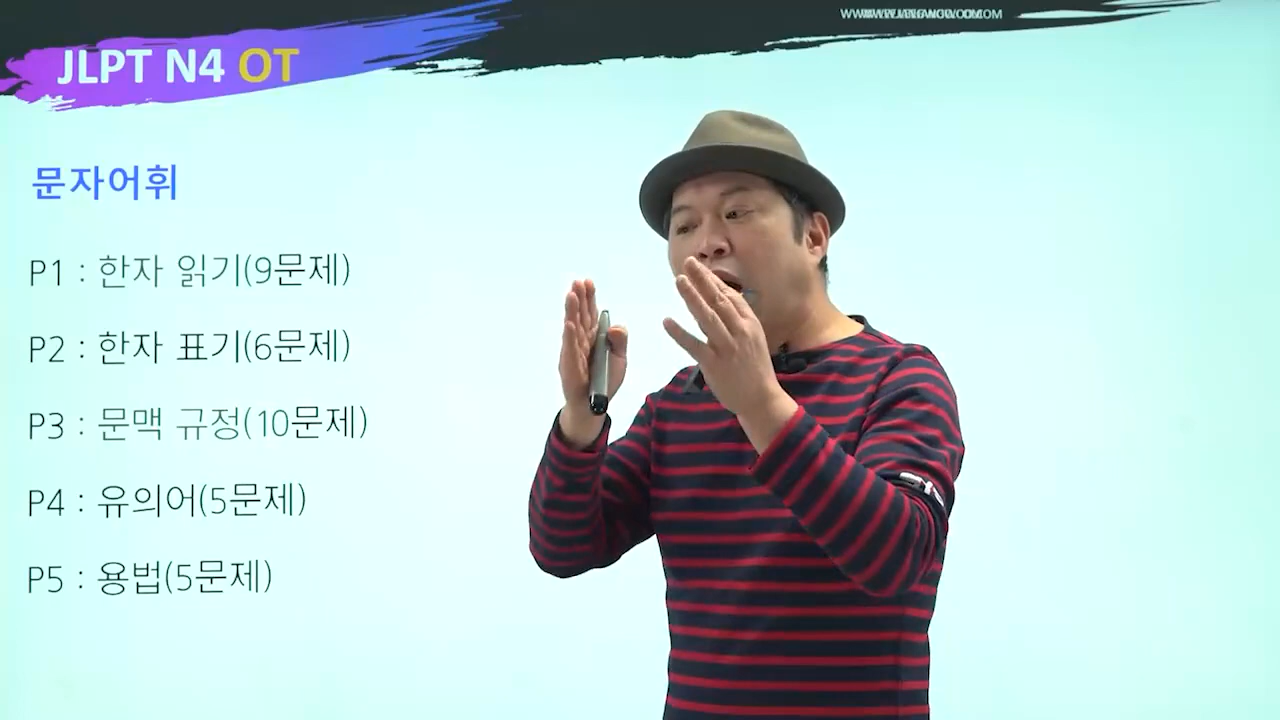 JLPT N4 OT
문자어휘
P1 : 한자 읽기(9문제)
P2 : 한자 표기(6문제)
P3 : 문맥 규정(10문제)
P4 : 유의어(5문제)
P5 : 용법(5문제)